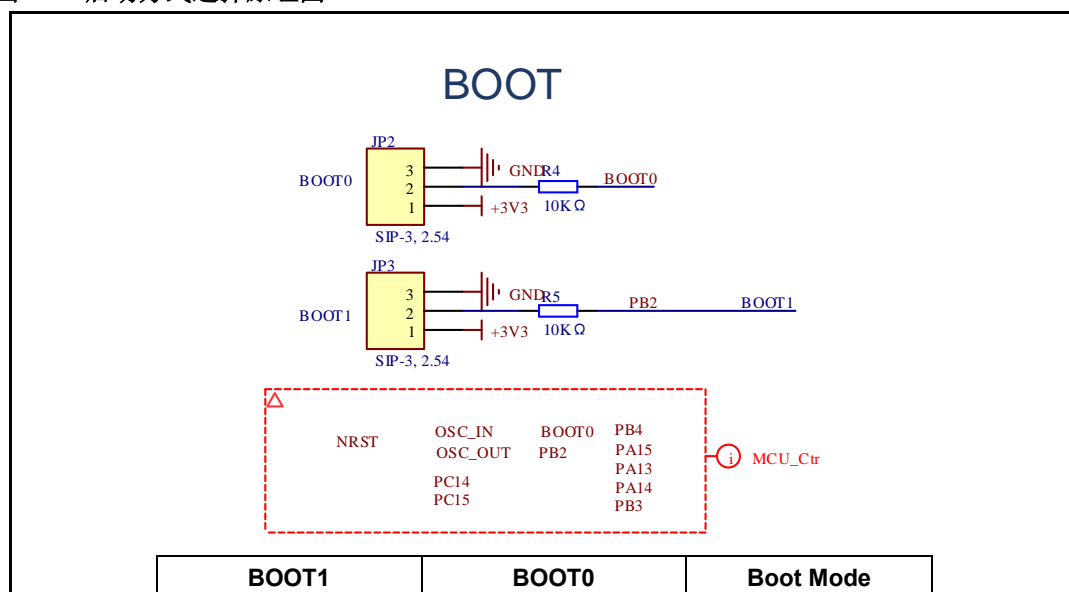 BOOT
JP2
BOOT0
3
2
1
GND
R4
BOOT0
+3V3
10KΩ
SIP-3, 2.54
JP3
BOOT1
3
2
1
GND
R5
PB2
BOOT1
+3V3
10KΩ
SIP-3, 2.54
NRST
OSC_IN
BOOT0
PB4
OSC_OUT
PB2
PA15
PA13
PC14
PA14
PC15
PB3
i
MCU_Ctr
BOOT1 BOOT0 Boot Mode